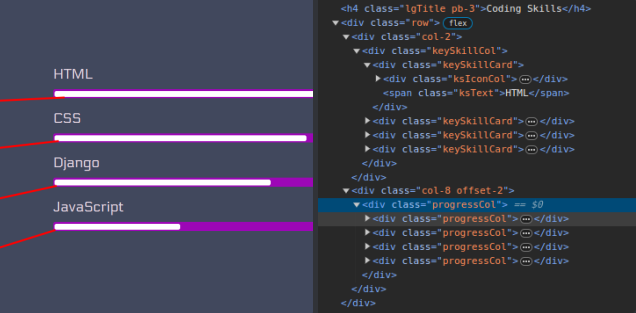 HTML
CSS
Django
JavaScript
<h4 class="lgTitle pb-3">Coding Skills</h4>
<div class="row"> flex
<div class="col-2">
<div class="keySkillCol">
<div class="keySkillCard">
<div class="ksIconCol">…</div>
<span class="ksText">HTML</span>
</div>
<div class="keySkillCard">…</div>
<div class="keySkillCard">…</div>
<div class="keySkillCard">…</div>
</div>
</div>
<div class="col-8 offset-2">
<div class="progressCol"> == $0
<div class="progressCol">…</div>
<div class="progressCol">…</div>
<div class="progressCol">…</div>
<div class="progressCol">…</div>
</div>
</div>
</div>